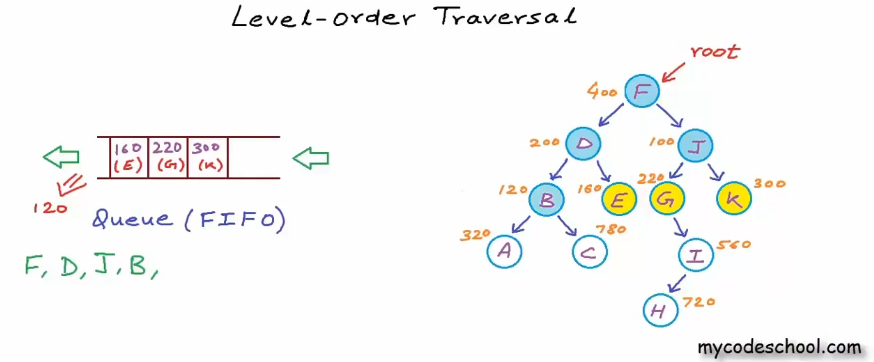 Level-order Traversal
root
400 F
200 D 100 J
160 220 300
(E) (G) (K)
120 B 160 E 220 G K 300
120
Queue (FIFO)
320 A C 780 I 560
F, D, J, B,
H 720
mycodeschool.com